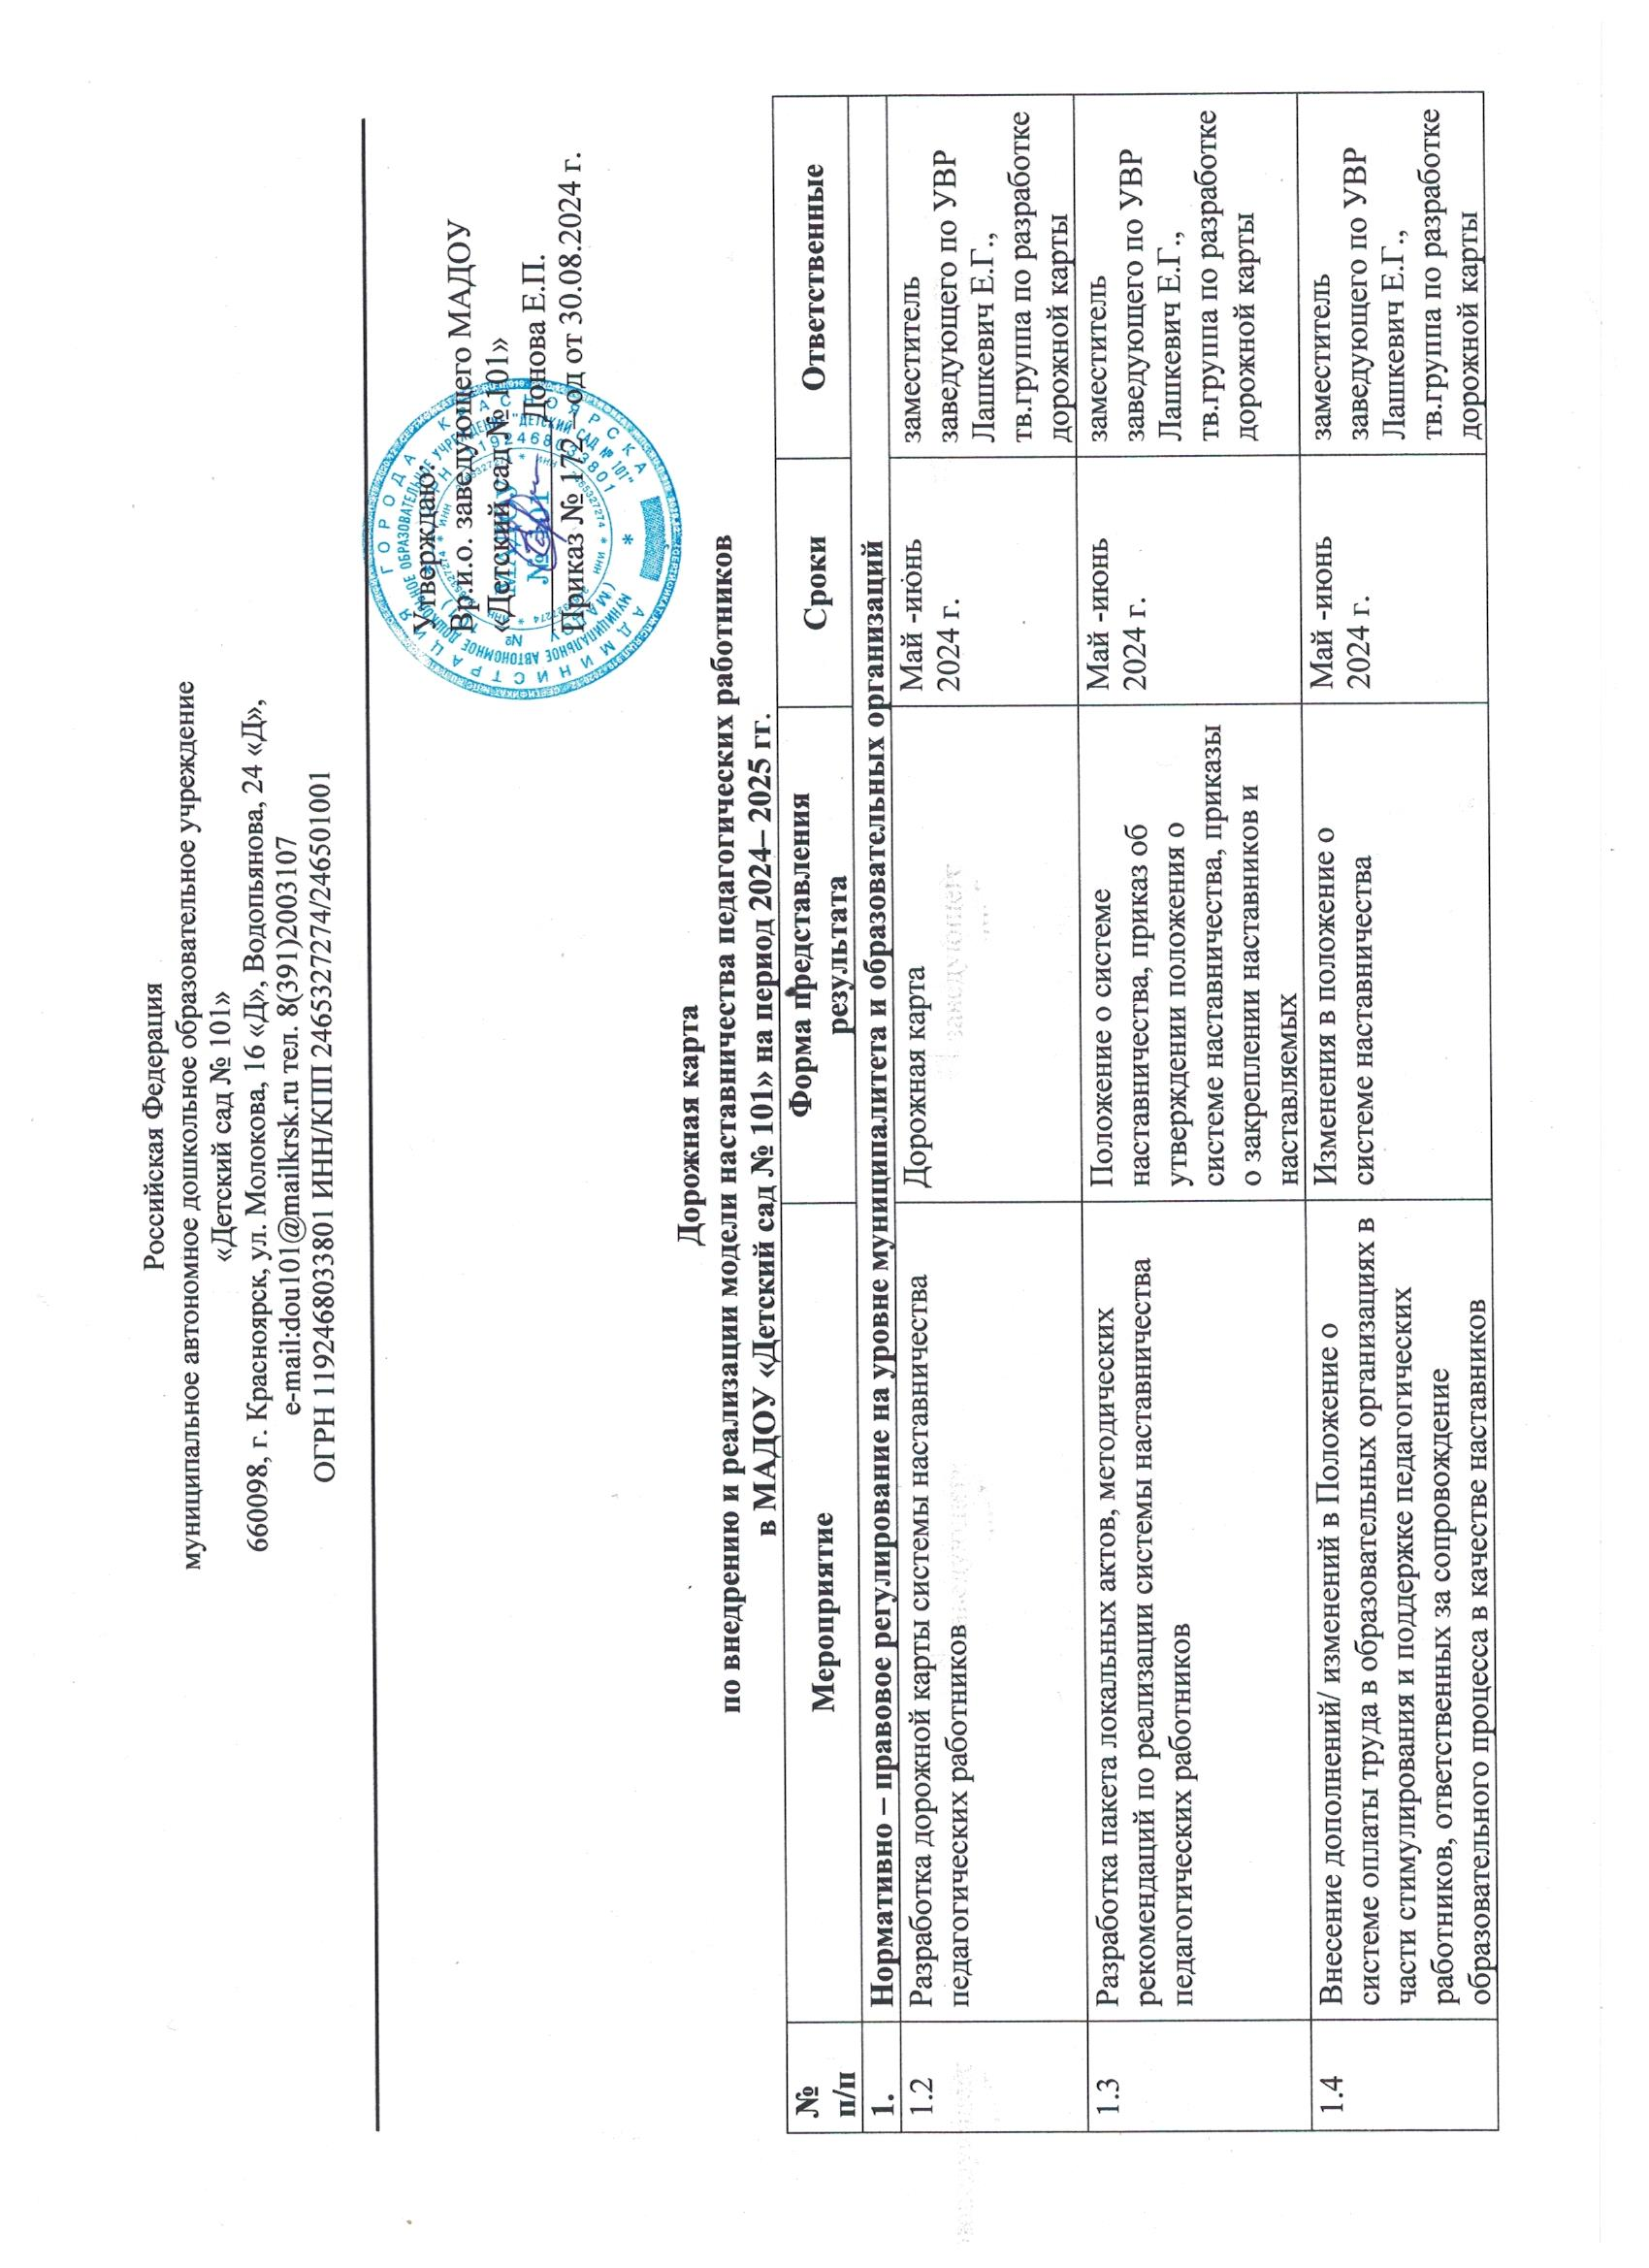 Российская Федерация
муниципальное автономное дошкольное образовательное учреждение
«Детский сад № 101»
660098, г. Красноярск, ул. Молокова, 16 «Д», Водопьянова, 24 «Д»,
e-mail:dou101@mailkrsk.ru тел. 8(391)2003107
ОГРН 1192468033801 ИНН/КПП 2465327274/246501001
Утверждаю:
Вр.и.о. заведующего МАДОУ
«Детский сад № 101»
Донова Е.П.
Приказ № 172 – од от 30.08.2024 г.
Дорожная карта
по внедрению и реализации модели наставничества педагогических работников
в МАДОУ «Детский сад № 101» на период 2024– 2025 гг.
№
п/п
Мероприятие
Форма представления
результата
Сроки
Ответственные
1.
Нормативно – правовое регулирование на уровне муниципалитета и образовательных организаций
1.2
Разработка дорожной карты системы наставничества
педагогических работников
Дорожная карта
Май -июнь
2024 г.
заместитель
заведующего по УВР
Лашкевич Е.Г.,
тв.группа по разработке
дорожной карты
1.3
Разработка пакета локальных актов, методических
рекомендаций по реализации системы наставничества
педагогических работников
Положение о системе
наставничества, приказ об
утверждении положения о
системе наставничества, приказы
о закреплении наставников и
наставляемых
Май -июнь
2024 г.
заместитель
заведующего по УВР
Лашкевич Е.Г.,
тв.группа по разработке
дорожной карты
1.4
Внесение дополнений/ изменений в Положение о
системе оплаты труда в образовательных организациях в
части стимулирования и поддержке педагогических
работников, ответственных за сопровождение
образовательного процесса в качестве наставников
Изменения в положение о
системе наставничества
Май -июнь
2024 г.
заместитель
заведующего по УВР
Лашкевич Е.Г.,
тв.группа по разработке
дорожной карты